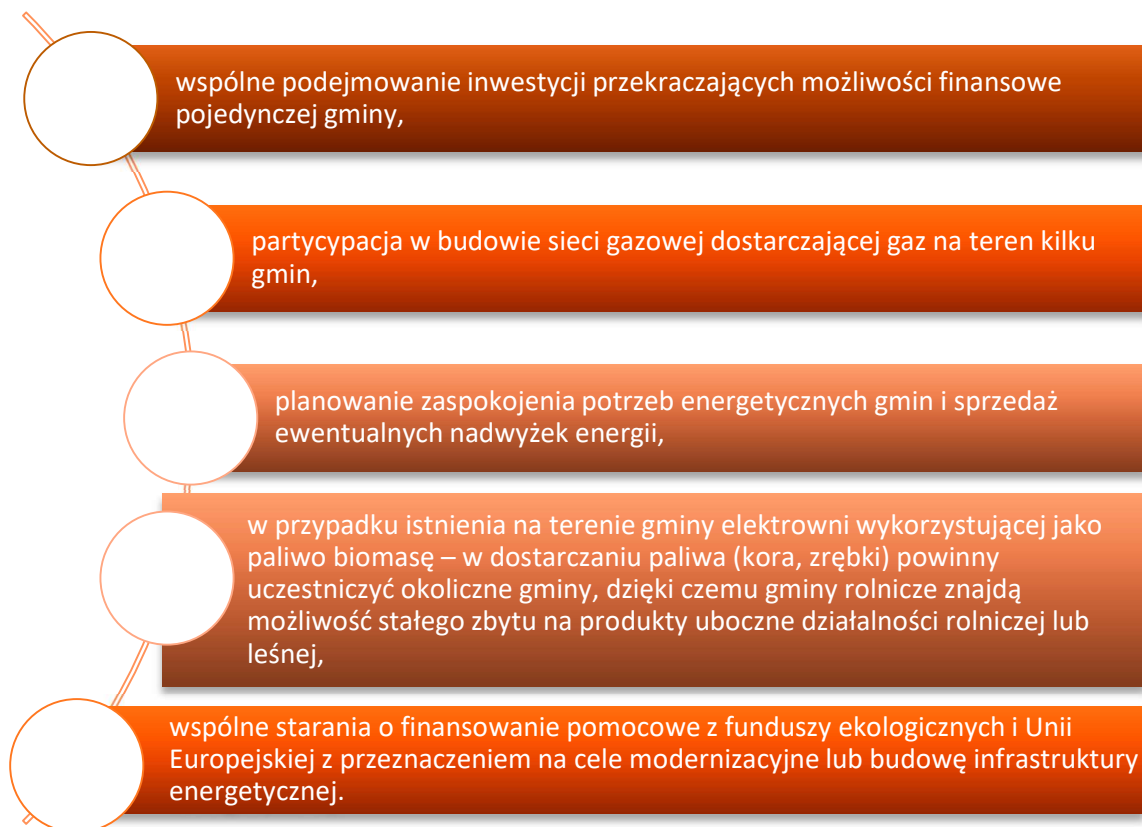 wspólne podejmowanie inwestycji przekraczających możliwości finansowe
pojedynczej gminy,
partycypacja w budowie sieci gazowej dostarczającej gaz na teren kilku
gmin,
planowanie zaspokojenia potrzeb energetycznych gmin i sprzedaż
ewentualnych nadwyżek energii,
w przypadku istnienia na terenie gminy elektrowni wykorzystującej jako
paliwo biomasę – w dostarczaniu paliwa (kora, zrębki) powinny
uczestniczyć okoliczne gminy, dzięki czemu gminy rolnicze znajdą
możliwość stałego zbytu na produkty uboczne działalności rolniczej lub
leśnej,
wspólne starania o finansowanie pomocowe z funduszy ekologicznych i Unii
Europejskiej z przeznaczeniem na cele modernizacyjne lub budowę infrastruktury
energetycznej.